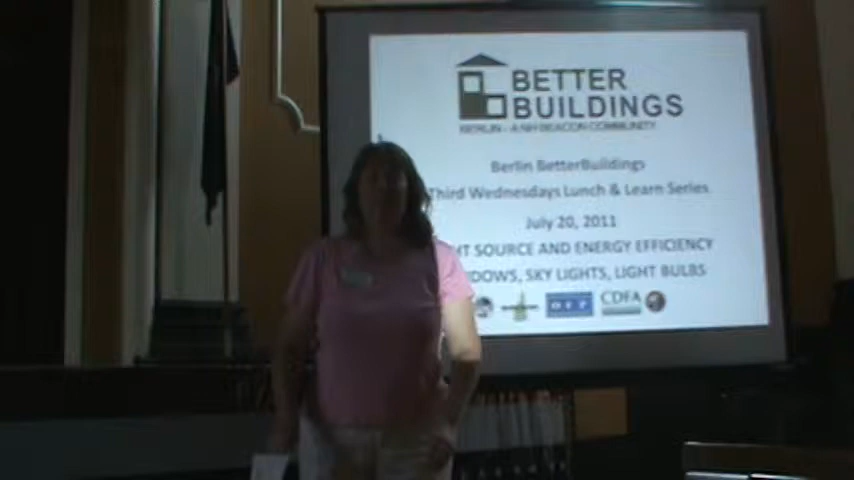 BETTER
BUILDINGS
BERLIN - A NH BEACON COMMUNITY
Berlin BetterBuildings
Third Wednesdays Lunch & Learn Series
July 20, 2011
HT SOURCE AND ENERGY EFFICIENCY
DOWS, SKY LIGHTS, LIGHT BULBS
CDFA